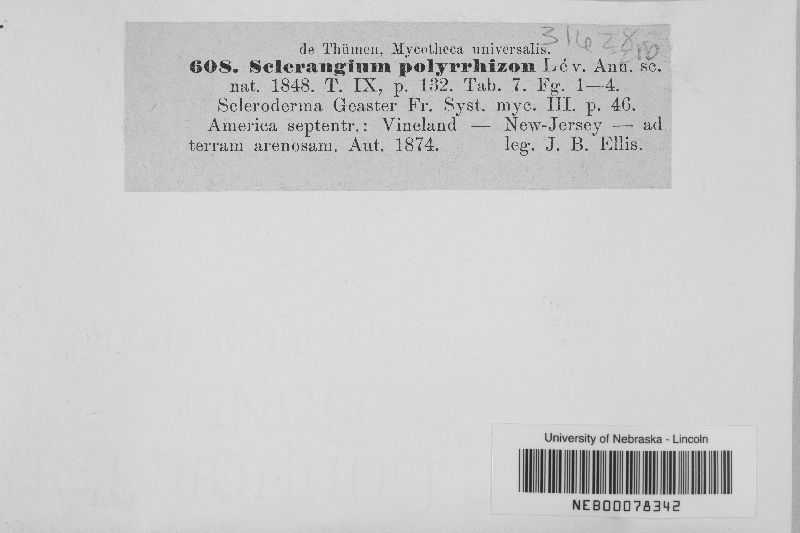 de Thümen, Mycotheca universalis.
608. Sclerangium polyrrhizon Lév. Ann. sc.
nat. 1848. T. IX, p. 132. Tab. 7. Fg. 1—4.
Scleroderma Geaster Fr. Syst. myc. III. p. 46.
America septentr.: Vineland — New-Jersey — ad
terram arenosam. Aut. 1874. leg. J. B. Ellis.
University of Nebraska - Lincoln
NEB00078342